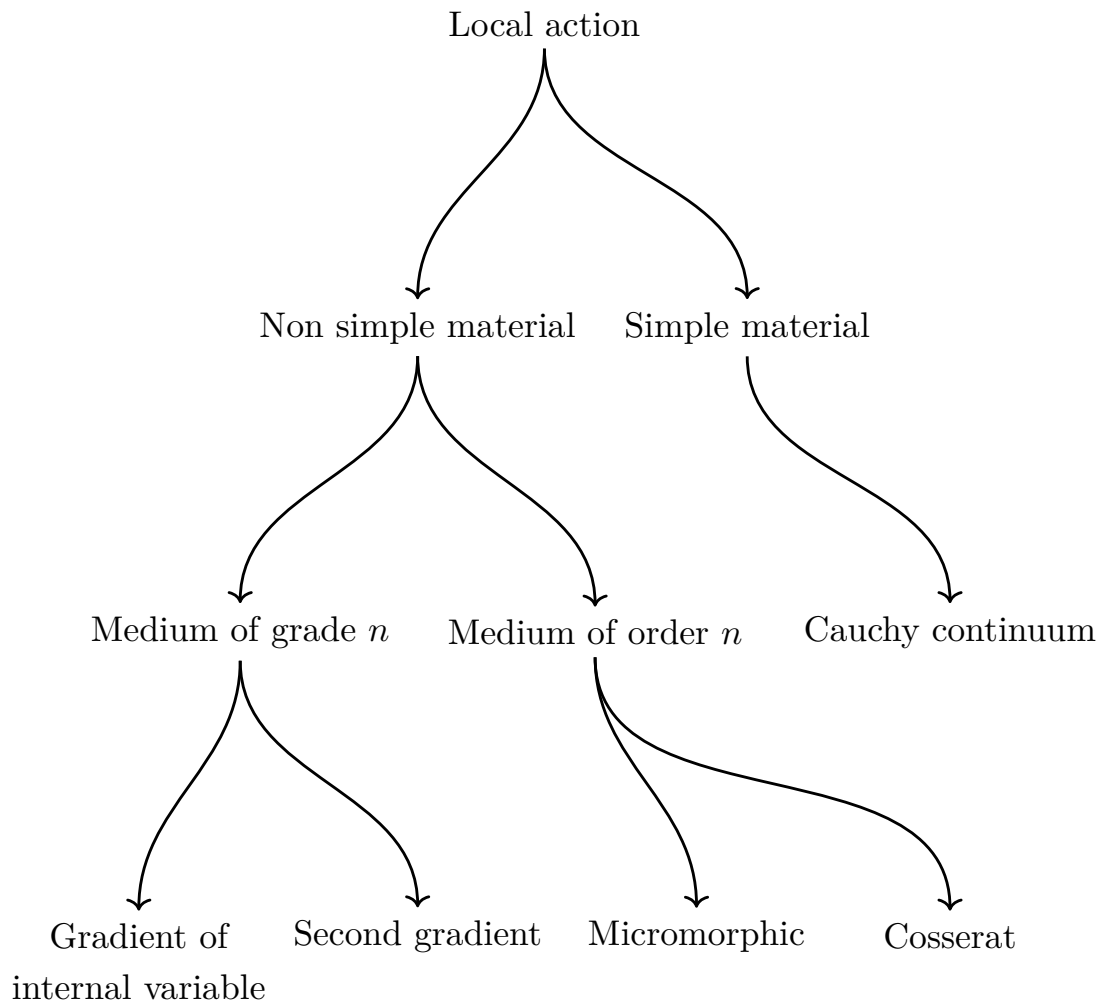 Local action
Non simple material
Simple material
Medium of grade n
Medium of order n
Cauchy continuum
Gradient of
internal variable
Second gradient
Micromorphic
Cosserat